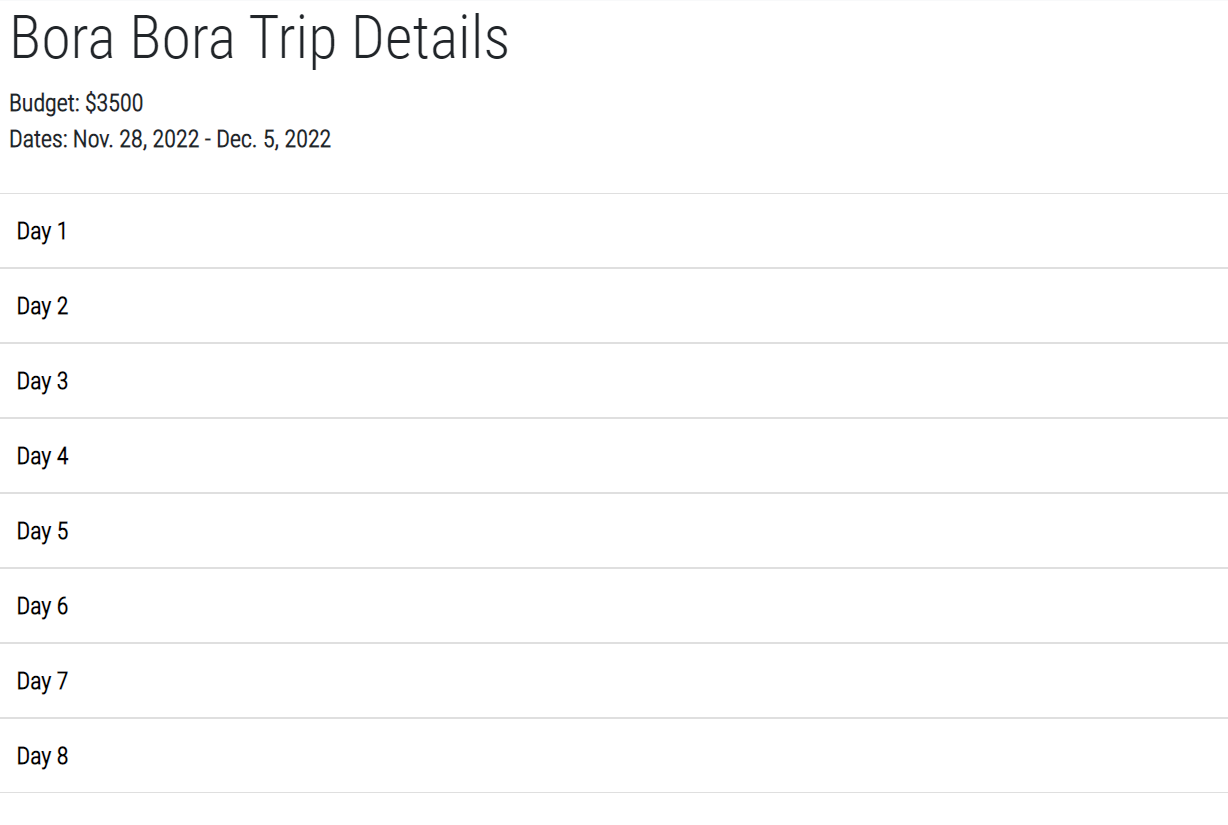 Bora Bora Trip Details
Budget: $3500
Dates: Nov. 28, 2022 - Dec. 5, 2022
Day 1
Day 2
Day 3
Day 4
Day 5
Day 6
Day 7
Day 8